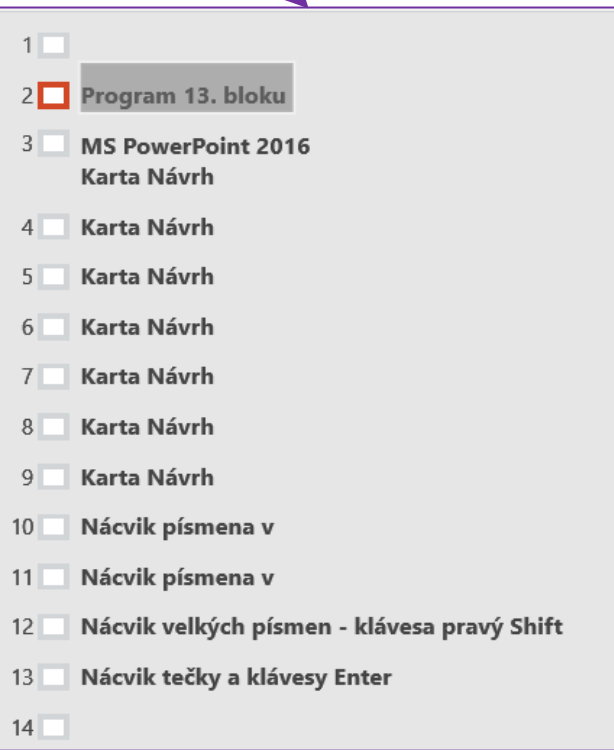 1
2 Program 13. bloku
3 MS PowerPoint 2016
Karta Návrh
4 Karta Návrh
5 Karta Návrh
6 Karta Návrh
7 Karta Návrh
8 Karta Návrh
9 Karta Návrh
10 Nácvik písmena v
11 Nácvik písmena v
12 Nácvik velkých písmen - klávesa pravý Shift
13 Nácvik tečky a klávesy Enter
14